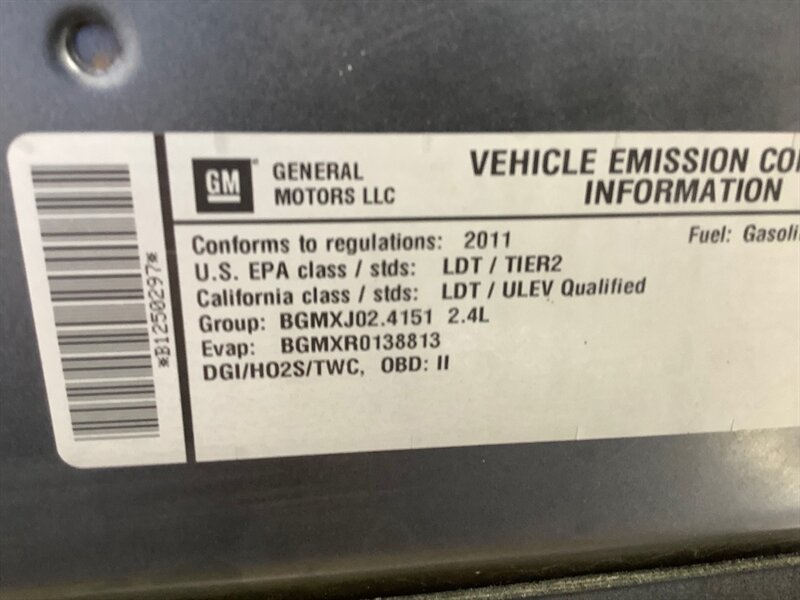 *B1250297*
GM
GENERAL
MOTORS LLC
VEHICLE EMISSION CO
INFORMATION
Conforms to regulations: 2011
Fuel: Gasoli
U.S. EPA class / stds: LDT / TIER2
California class / stds: LDT / ULEV Qualified
Group: BGMXJ02.4151 2.4L
Evap: BGMXR0138813
DGI/HO2S/TWC, OBD: II